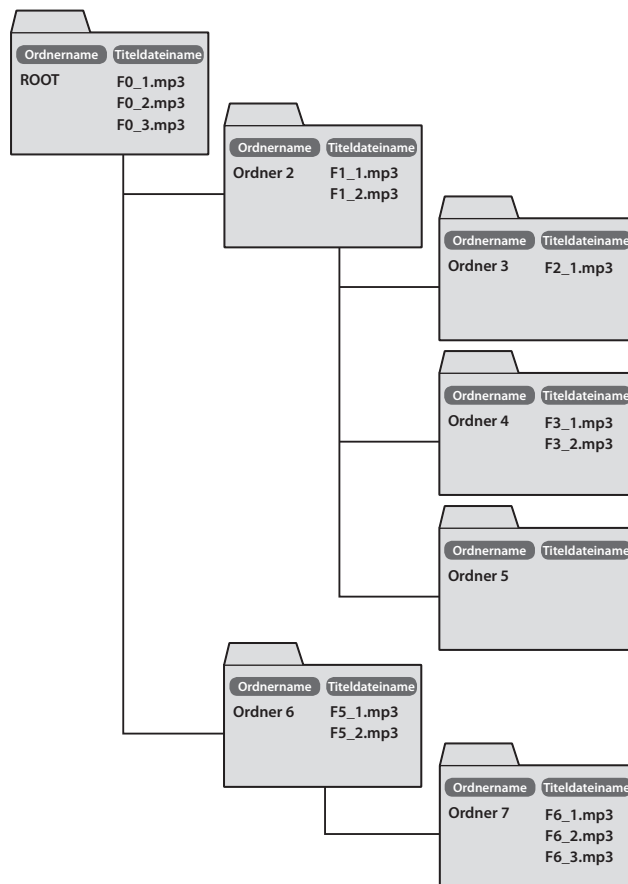 Ordnername Titeldateiname
ROOT F0_1.mp3
F0_2.mp3
F0_3.mp3
Ordnername Titeldateiname
Ordner 2 F1_1.mp3
F1_2.mp3
Ordnername Titeldateiname
Ordner 3 F2_1.mp3
Ordnername Titeldateiname
Ordner 4 F3_1.mp3
F3_2.mp3
Ordnername Titeldateiname
Ordner 5
Ordnername Titeldateiname
Ordner 6 F5_1.mp3
F5_2.mp3
Ordnername Titeldateiname
Ordner 7 F6_1.mp3
F6_2.mp3
F6_3.mp3